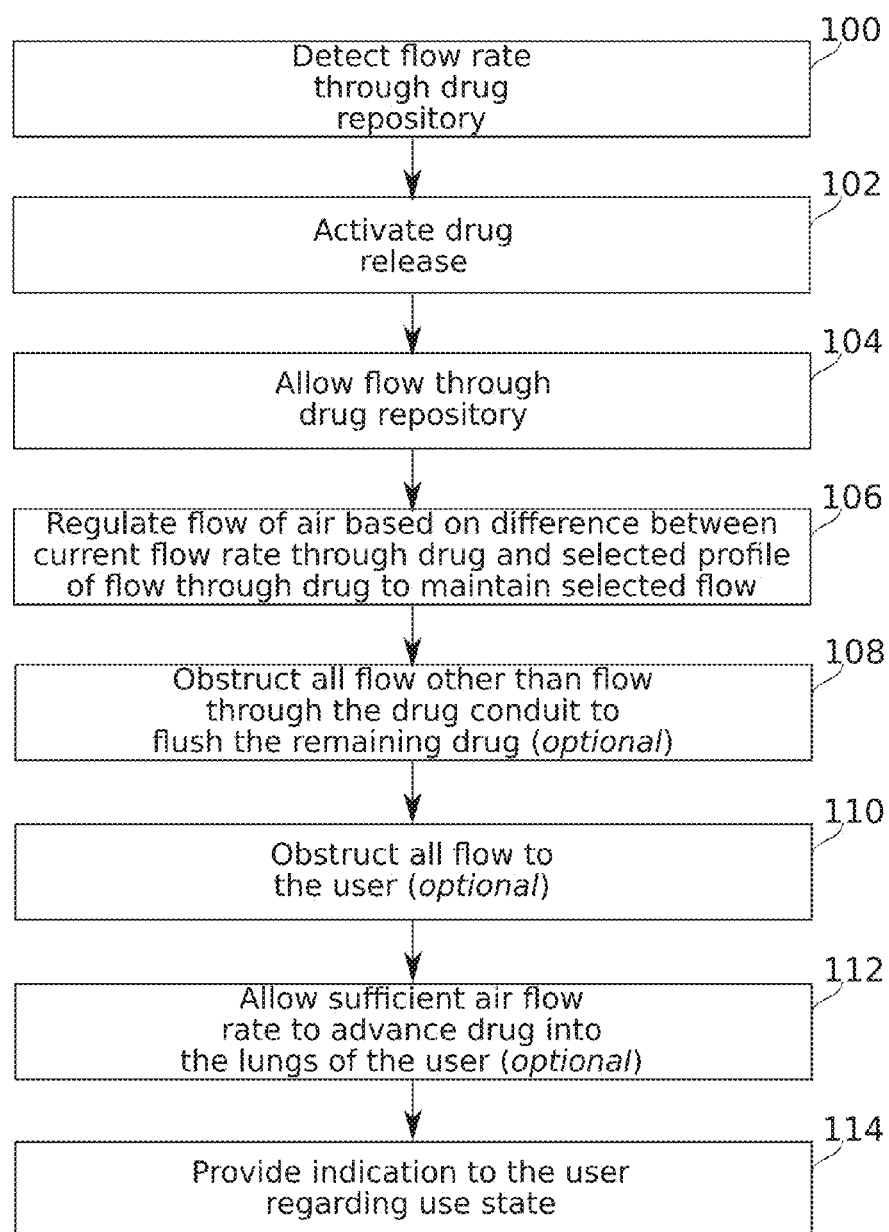 100
Detect flow rate
through drug
repository
102
Activate drug
release
104
Allow flow through
drug repository
106
Regulate flow of air based on difference between
current flow rate through drug and selected profile
of flow through drug to maintain selected flow
108
Obstruct all flow other than flow
through the drug conduit to
flush the remaining drug (optional)
110
Obstruct all flow to
the user (optional)
112
Allow sufficient air flow
rate to advance drug into
the lungs of the user (optional)
114
Provide indication to the user
regarding use state